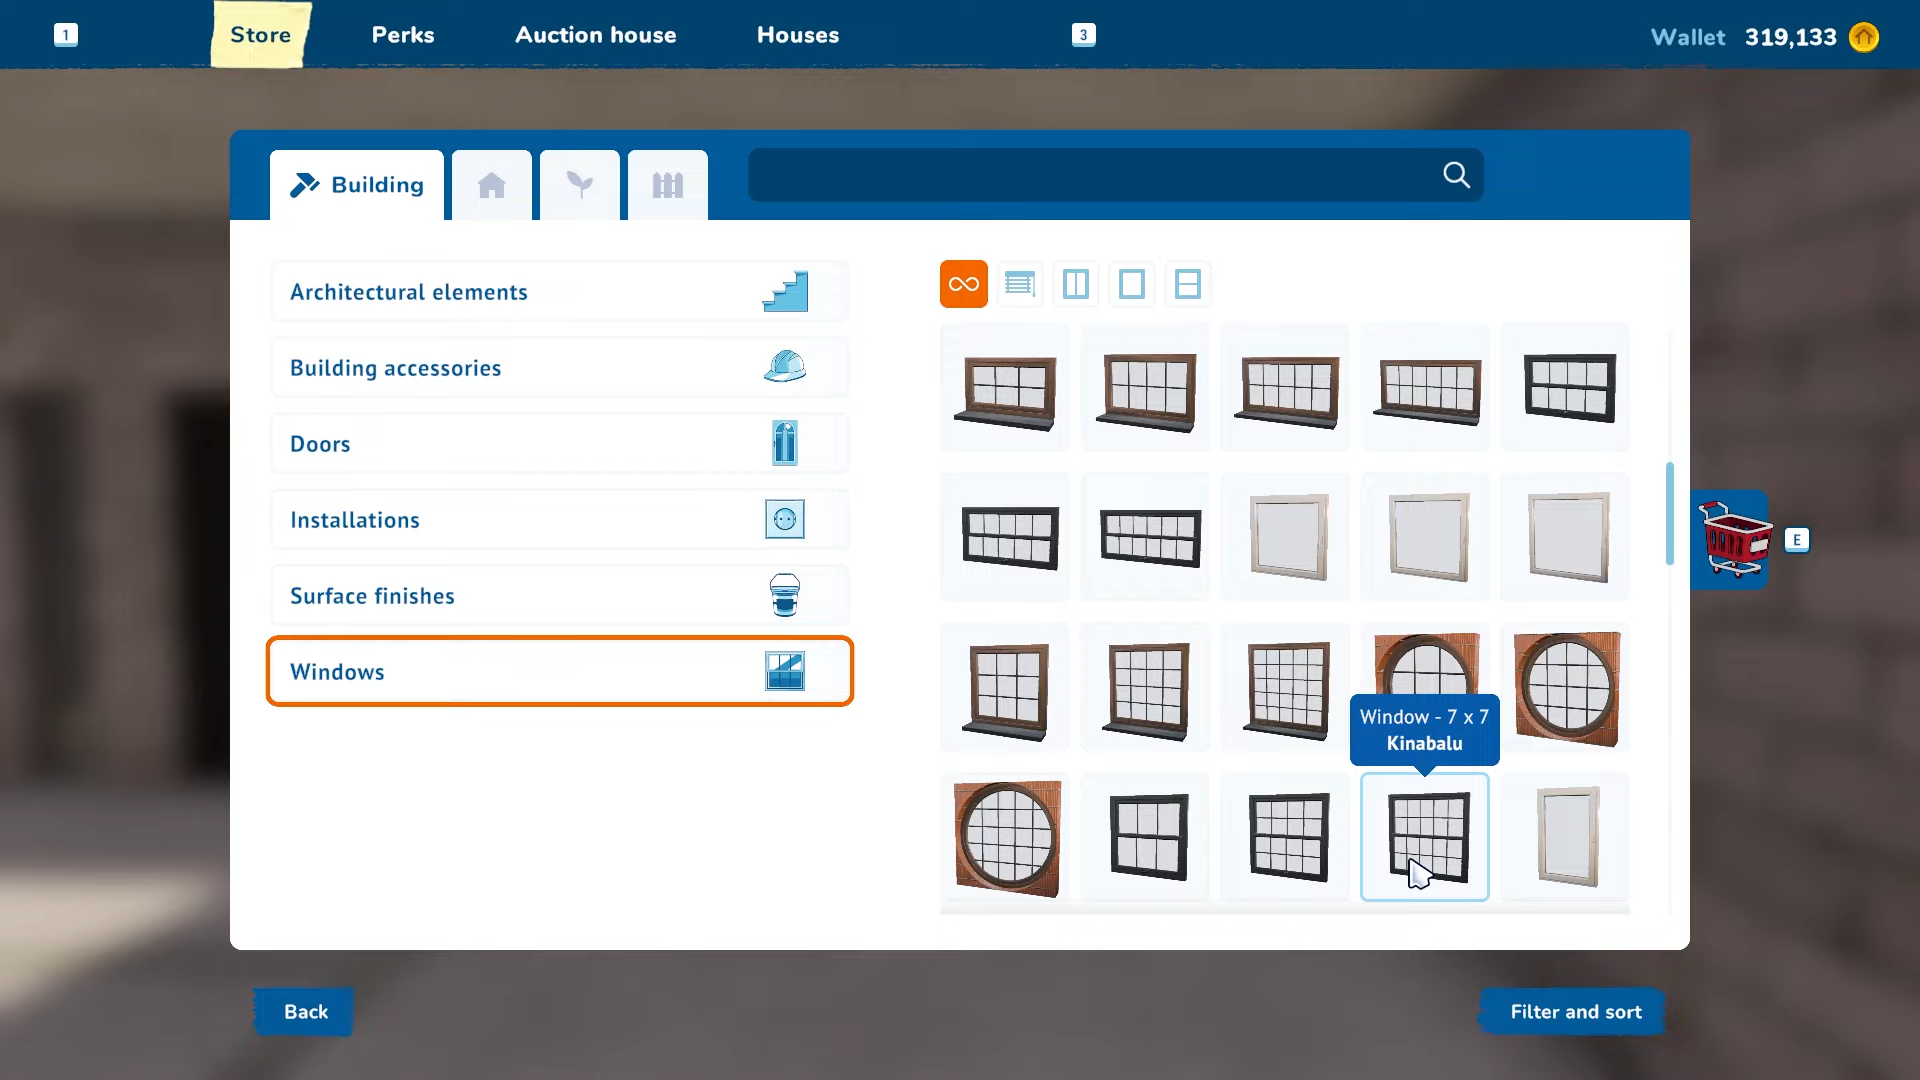 1
Store
Perks
Auction house
Houses
3
Wallet 319,133
Building
Architectural elements
Building accessories
Doors
Installations
Surface finishes
Windows
Window - 7 x 7
Kinabalu
E
Back
Filter and sort